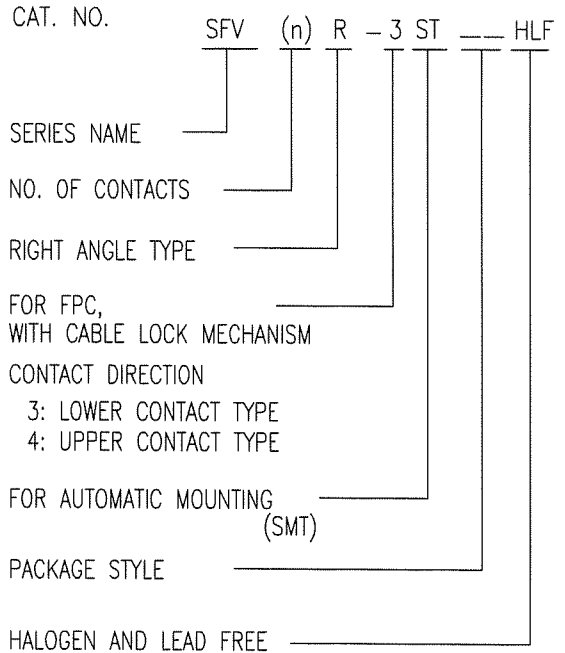 CAT. NO.
SFV (n) R - 3 ST __ HLF
SERIES NAME
NO. OF CONTACTS
RIGHT ANGLE TYPE
FOR FPC,
WITH CABLE LOCK MECHANISM
CONTACT DIRECTION
3: LOWER CONTACT TYPE
4: UPPER CONTACT TYPE
FOR AUTOMATIC MOUNTING
(SMT)
PACKAGE STYLE
HALOGEN AND LEAD FREE